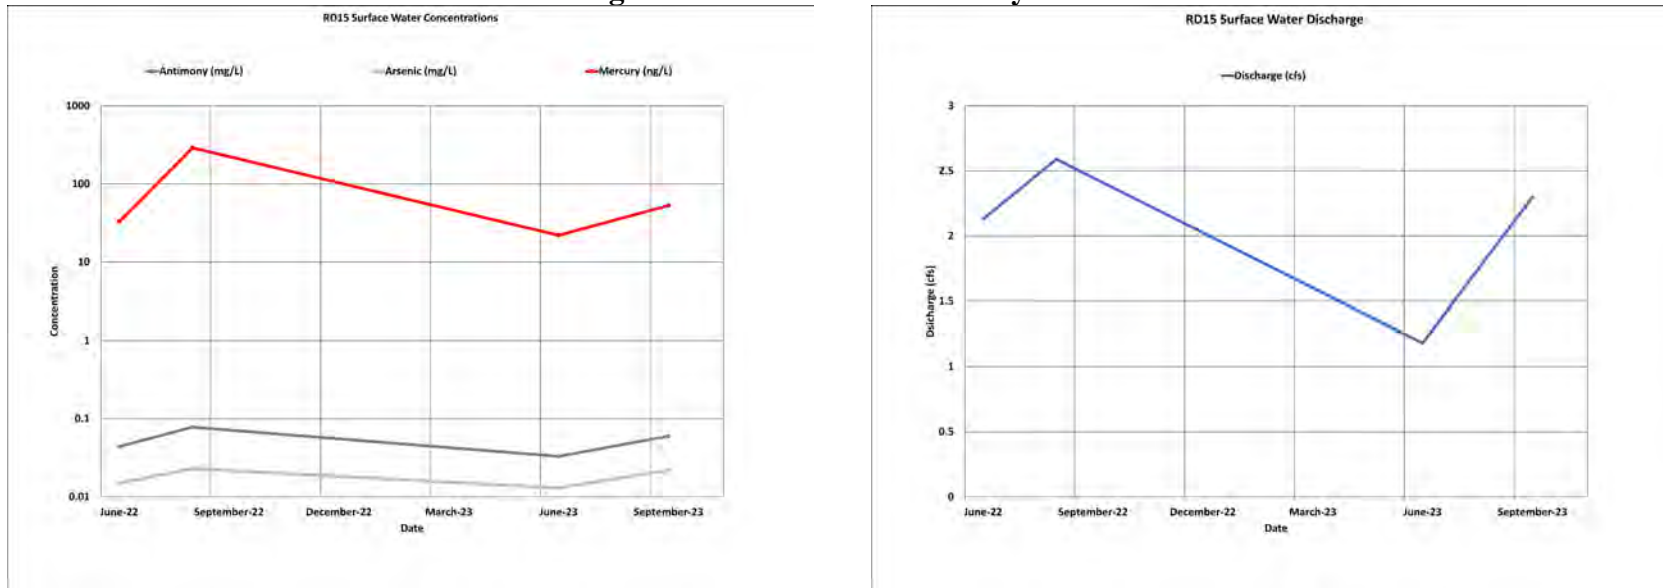 RD15 Surface Water Concentrations
Antimony (mg/L) Arsenic (mg/L) Mercury (ng/L)
1000
100
10
1
0.1
0.01
Concentration
June-22 September-22 December-22 March-23 June-23 September-23
Date
RD15 Surface Water Discharge
Discharge (cfs)
3
2.5
2
1.5
1
0.5
0
Dsicharge (cfs)
June-22 September-22 December-22 March-23 June-23 September-23
Date